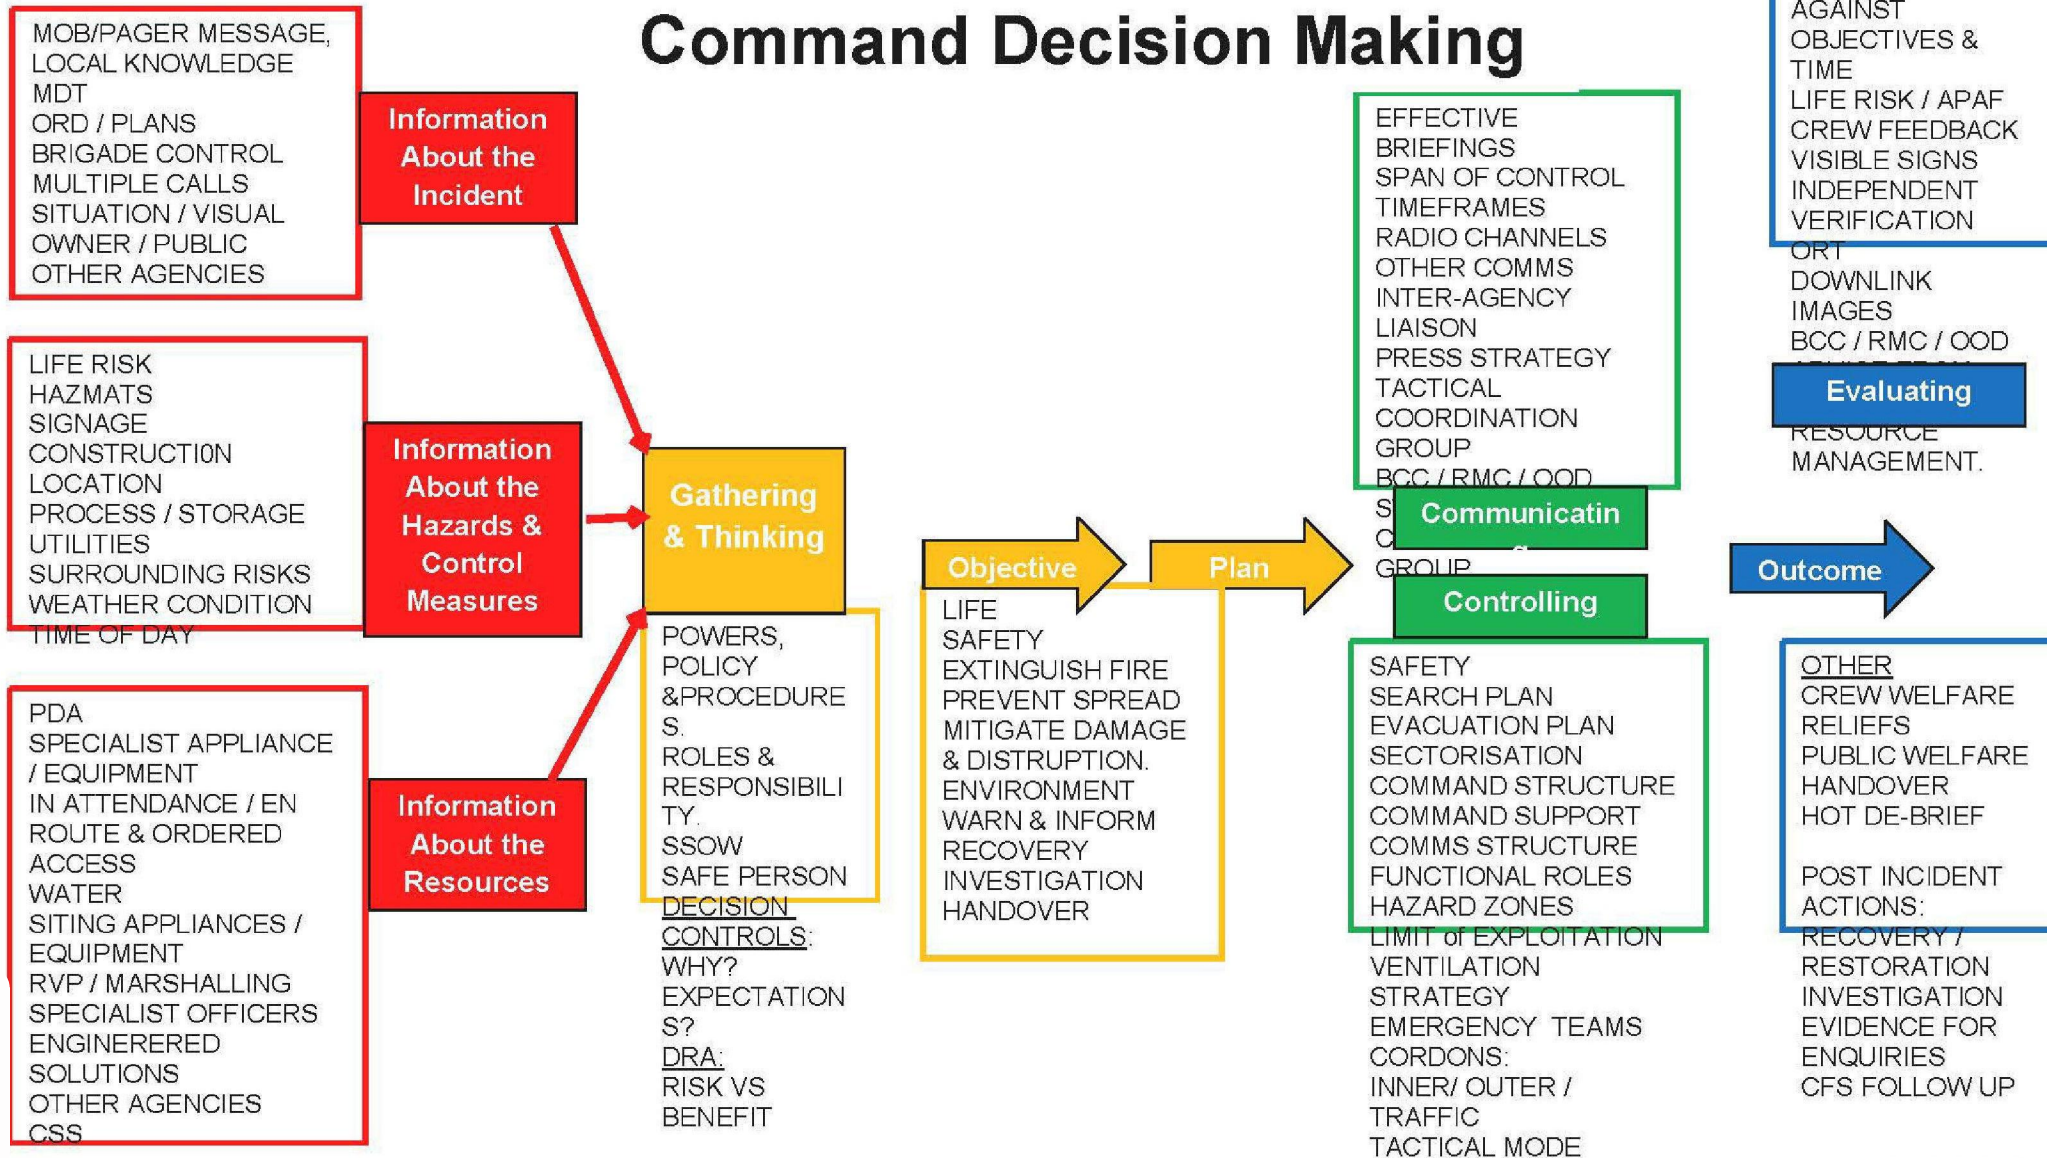 Command Decision Making
MOB/PAGER MESSAGE,
LOCAL KNOWLEDGE
MDT
ORD / PLANS
BRIGADE CONTROL
MULTIPLE CALLS
SITUATION / VISUAL
OWNER / PUBLIC
OTHER AGENCIES
Information
About the
Incident
LIFE RISK
HAZMATS
SIGNAGE
CONSTRUCTI0N
LOCATION
PROCESS / STORAGE
UTILITIES
SURROUNDING RISKS
WEATHER CONDITION
TIME OF DAY
Information
About the
Hazards &
Control
Measures
PDA
SPECIALIST APPLIANCE
/ EQUIPMENT
IN ATTENDANCE / EN
ROUTE & ORDERED
ACCESS
WATER
SITING APPLIANCES /
EQUIPMENT
RVP / MARSHALLING
SPECIALIST OFFICERS
ENGINERERED
SOLUTIONS
OTHER AGENCIES
CSS
Information
About the
Resources
Gathering
& Thinking
POWERS,
POLICY
&PROCEDURE
S.
ROLES &
RESPONSIBILI
TY.
SSOW
SAFE PERSON
DECISION
CONTROLS:
WHY?
EXPECTATION
S?
DRA:
RISK VS
BENEFIT
Objective
LIFE
SAFETY
EXTINGUISH FIRE
PREVENT SPREAD
MITIGATE DAMAGE
& DISTRUPTION.
ENVIRONMENT
WARN & INFORM
RECOVERY
INVESTIGATION
HANDOVER
Plan
EFFECTIVE
BRIEFINGS
SPAN OF CONTROL
TIMEFRAMES
RADIO CHANNELS
OTHER COMMS
INTER-AGENCY
LIAISON
PRESS STRATEGY
TACTICAL
COORDINATION
GROUP
BCC / RMC / OOD
GROUP
Communicatin
Controlling
SAFETY
SEARCH PLAN
EVACUATION PLAN
SECTORISATION
COMMAND STRUCTURE
COMMAND SUPPORT
COMMS STRUCTURE
FUNCTIONAL ROLES
HAZARD ZONES
LIMIT of EXPLOITATION
VENTILATION
STRATEGY
EMERGENCY TEAMS
CORDONS:
INNER/ OUTER /
TRAFFIC
TACTICAL MODE
AGAINST
OBJECTIVES &
TIME
LIFE RISK / APAF
CREW FEEDBACK
VISIBLE SIGNS
INDEPENDENT
VERIFICATION
ORT
DOWNLINK
IMAGES
BCC / RMC / OOD
Evaluating
RESOURCE
MANAGEMENT.
Outcome
OTHER
CREW WELFARE
RELIEFS
PUBLIC WELFARE
HANDOVER
HOT DE-BRIEF
POST INCIDENT
ACTIONS:
RECOVERY /
RESTORATION
INVESTIGATION
EVIDENCE FOR
ENQUIRIES
CFS FOLLOW UP